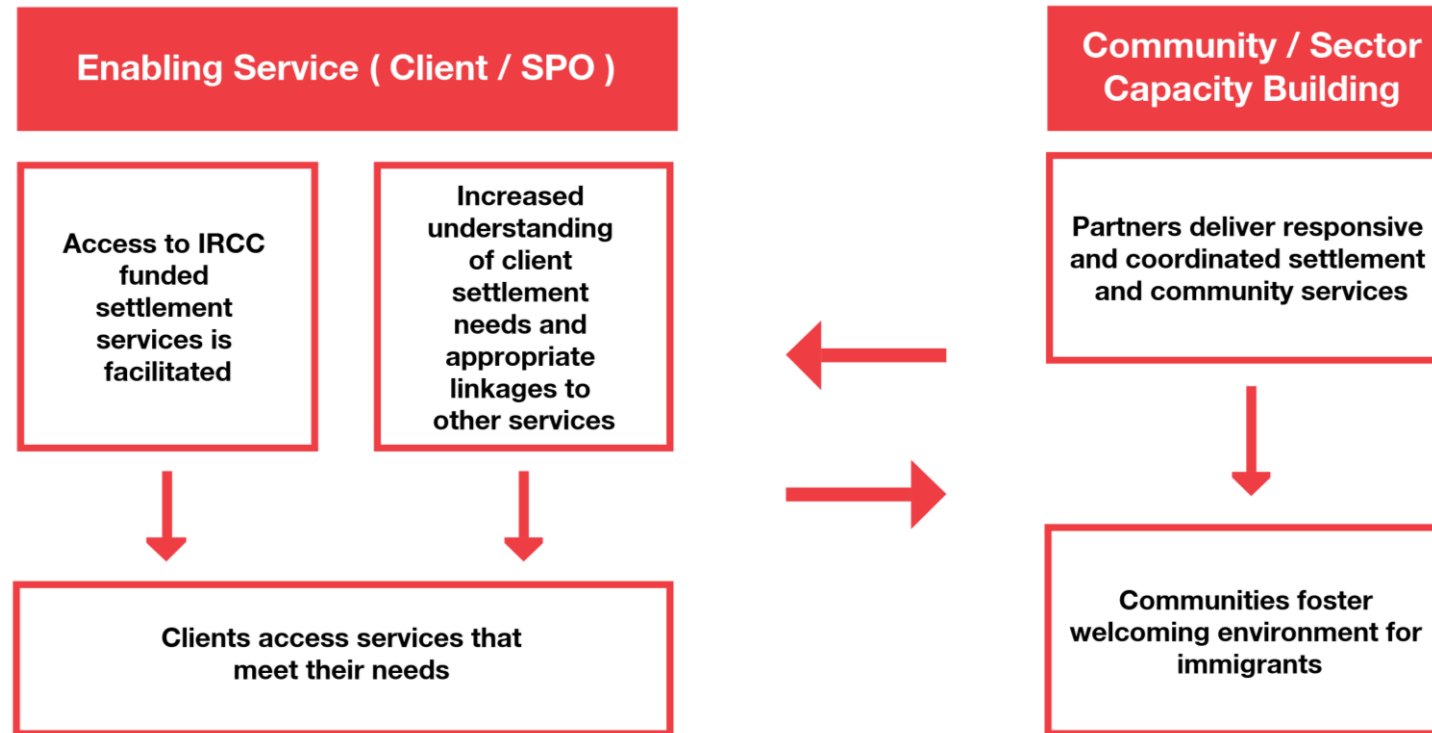 Enabling Service ( Client / SPO )
Access to IRCC
funded
settlement
services is
facilitated
Increased
understanding
of client
settlement
needs and
appropriate
linkages to
other services
Clients access services that
meet their needs
Community / Sector
Capacity Building
Partners deliver responsive
and coordinated settlement
and community services
Communities foster
welcoming environment for
immigrants